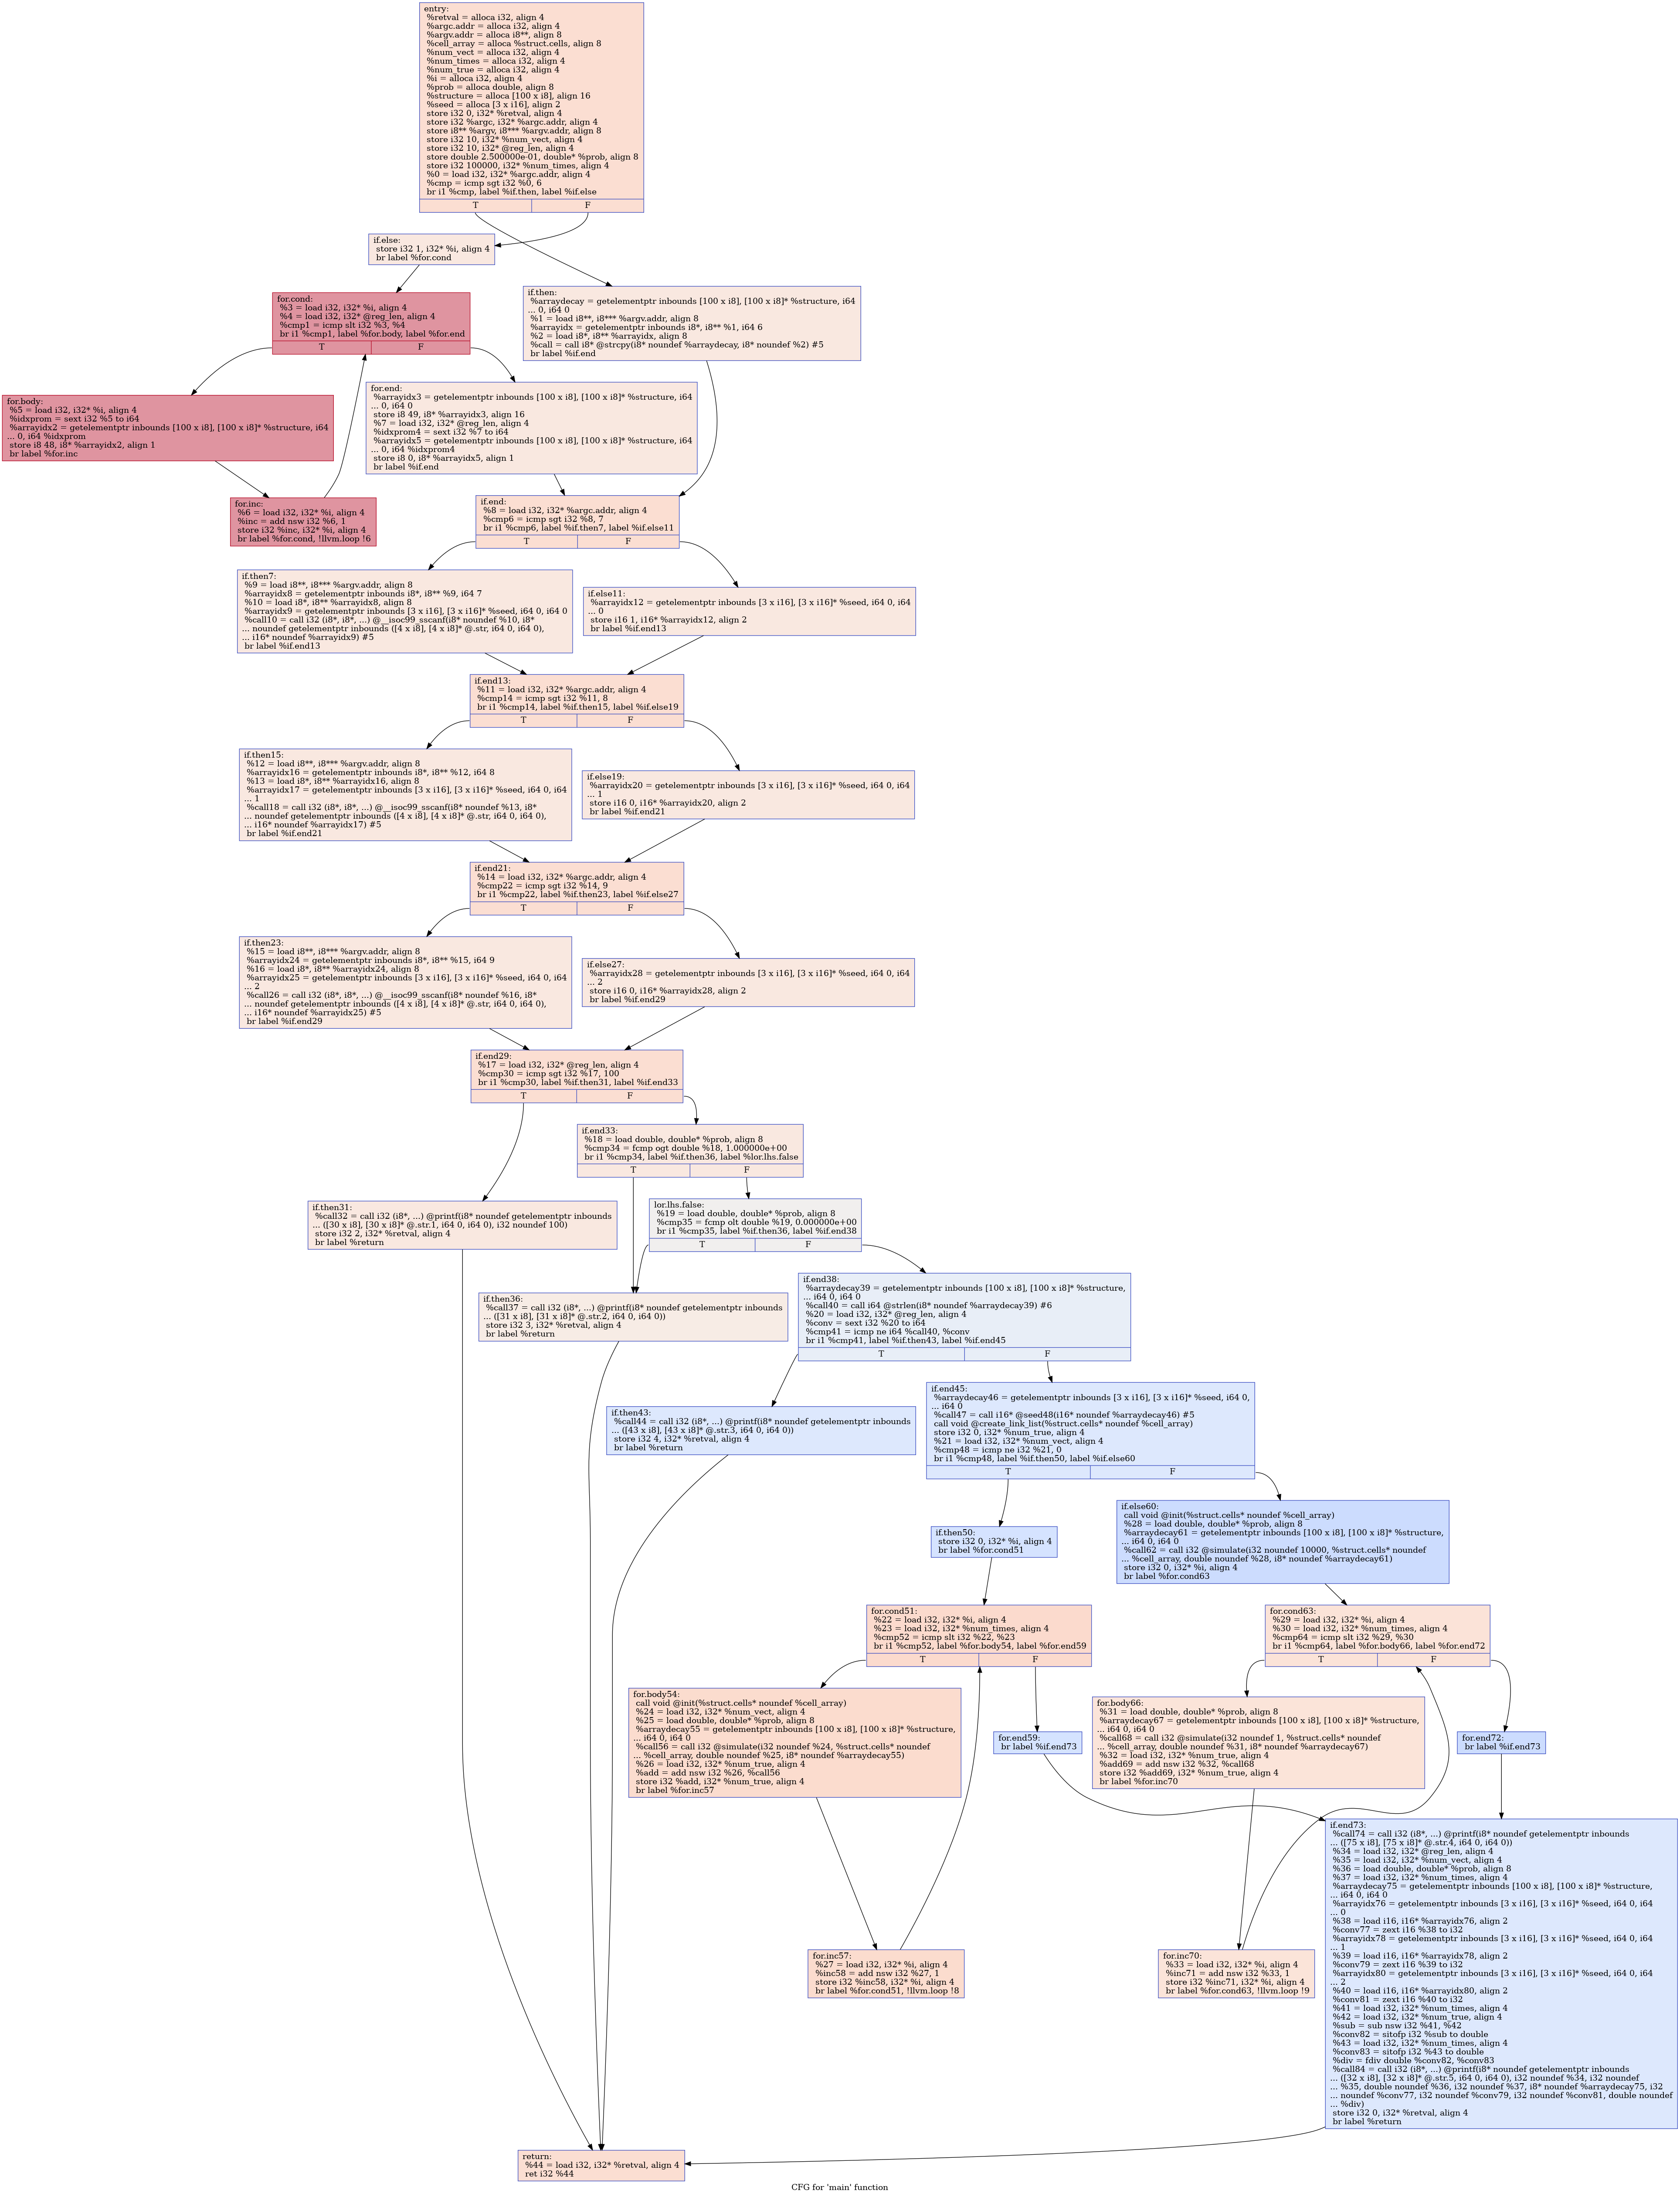 entry:
%retval = alloca i32, align 4
%argc.addr = alloca i32, align 4
%argv.addr = alloca i8**, align 8
%cell_array = alloca %struct.cells, align 8
%num_vect = alloca i32, align 4
%num_times = alloca i32, align 4
%num_true = alloca i32, align 4
%i = alloca i32, align 4
%prob = alloca double, align 8
%structure = alloca [100 x i8], align 16
%seed = alloca [3 x i16], align 2
store i32 0, i32* %retval, align 4
store i32 %argc, i32* %argc.addr, align 4
store i8** %argv, i8*** %argv.addr, align 8
store i32 10, i32* %num_vect, align 4
store i32 10, i32* @reg_len, align 4
store double 2.500000e-01, double* %prob, align 8
store i32 100000, i32* %num_times, align 4
%0 = load i32, i32* %argc.addr, align 4
%cmp = icmp sgt i32 %0, 6
br i1 %cmp, label %if.then, label %if.else
T F
if.else:
store i32 1, i32* %i, align 4
br label %for.cond
for.cond:
%3 = load i32, i32* %i, align 4
%4 = load i32, i32* @reg_len, align 4
%cmp1 = icmp slt i32 %3, %4
br i1 %cmp1, label %for.body, label %for.end
T F
if.then:
%arraydecay = getelementptr inbounds [100 x i8], [100 x i8]* %structure, i64
... 0, i64 0
%1 = load i8**, i8*** %argv.addr, align 8
%arrayidx = getelementptr inbounds i8*, i8** %1, i64 6
%2 = load i8*, i8** %arrayidx, align 8
%call = call i8* @strcpy(i8* noundef %arraydecay, i8* noundef %2) #5
br label %if.end
for.body:
%5 = load i32, i32* %i, align 4
%idxprom = sext i32 %5 to i64
%arrayidx2 = getelementptr inbounds [100 x i8], [100 x i8]* %structure, i64
... 0, i64 %idxprom
store i8 48, i8* %arrayidx2, align 1
br label %for.inc
for.end:
%arrayidx3 = getelementptr inbounds [100 x i8], [100 x i8]* %structure, i64
... 0, i64 0
store i8 49, i8* %arrayidx3, align 16
%7 = load i32, i32* @reg_len, align 4
%idxprom4 = sext i32 %7 to i64
%arrayidx5 = getelementptr inbounds [100 x i8], [100 x i8]* %structure, i64
... 0, i64 %idxprom4
store i8 0, i8* %arrayidx5, align 1
br label %if.end
for.inc:
%6 = load i32, i32* %i, align 4
%inc = add nsw i32 %6, 1
store i32 %inc, i32* %i, align 4
br label %for.cond, !llvm.loop !6
if.end:
%8 = load i32, i32* %argc.addr, align 4
%cmp6 = icmp sgt i32 %8, 7
br i1 %cmp6, label %if.then7, label %if.else11
T F
if.then7:
%9 = load i8**, i8*** %argv.addr, align 8
%arrayidx8 = getelementptr inbounds i8*, i8** %9, i64 7
%10 = load i8*, i8** %arrayidx8, align 8
%arrayidx9 = getelementptr inbounds [3 x i16], [3 x i16]* %seed, i64 0, i64 0
%call10 = call i32 (i8*, i8*, ...) @__isoc99_sscanf(i8* noundef %10, i8*
... noundef getelementptr inbounds ([4 x i8], [4 x i8]* @.str, i64 0, i64 0),
... i16* noundef %arrayidx9) #5
br label %if.end13
if.else11:
%arrayidx12 = getelementptr inbounds [3 x i16], [3 x i16]* %seed, i64 0, i64
... 0
store i16 1, i16* %arrayidx12, align 2
br label %if.end13
if.end13:
%11 = load i32, i32* %argc.addr, align 4
%cmp14 = icmp sgt i32 %11, 8
br i1 %cmp14, label %if.then15, label %if.else19
T F
if.then15:
%12 = load i8**, i8*** %argv.addr, align 8
%arrayidx16 = getelementptr inbounds i8*, i8** %12, i64 8
%13 = load i8*, i8** %arrayidx16, align 8
%arrayidx17 = getelementptr inbounds [3 x i16], [3 x i16]* %seed, i64 0, i64
... 1
%call18 = call i32 (i8*, i8*, ...) @__isoc99_sscanf(i8* noundef %13, i8*
... noundef getelementptr inbounds ([4 x i8], [4 x i8]* @.str, i64 0, i64 0),
... i16* noundef %arrayidx17) #5
br label %if.end21
if.else19:
%arrayidx20 = getelementptr inbounds [3 x i16], [3 x i16]* %seed, i64 0, i64
... 1
store i16 0, i16* %arrayidx20, align 2
br label %if.end21
if.end21:
%14 = load i32, i32* %argc.addr, align 4
%cmp22 = icmp sgt i32 %14, 9
br i1 %cmp22, label %if.then23, label %if.else27
T F
if.then23:
%15 = load i8**, i8*** %argv.addr, align 8
%arrayidx24 = getelementptr inbounds i8*, i8** %15, i64 9
%16 = load i8*, i8** %arrayidx24, align 8
%arrayidx25 = getelementptr inbounds [3 x i16], [3 x i16]* %seed, i64 0, i64
... 2
%call26 = call i32 (i8*, i8*, ...) @__isoc99_sscanf(i8* noundef %16, i8*
... noundef getelementptr inbounds ([4 x i8], [4 x i8]* @.str, i64 0, i64 0),
... i16* noundef %arrayidx25) #5
br label %if.end29
if.else27:
%arrayidx28 = getelementptr inbounds [3 x i16], [3 x i16]* %seed, i64 0, i64
... 2
store i16 0, i16* %arrayidx28, align 2
br label %if.end29
if.end29:
%17 = load i32, i32* @reg_len, align 4
%cmp30 = icmp sgt i32 %17, 100
br i1 %cmp30, label %if.then31, label %if.end33
T F
if.end33:
%18 = load double, double* %prob, align 8
%cmp34 = fcmp ogt double %18, 1.000000e+00
br i1 %cmp34, label %if.then36, label %lor.lhs.false
T F
if.then31:
%call32 = call i32 (i8*, ...) @printf(i8* noundef getelementptr inbounds
... ([30 x i8], [30 x i8]* @.str.1, i64 0, i64 0), i32 noundef 100)
store i32 2, i32* %retval, align 4
br label %return
lor.lhs.false:
%19 = load double, double* %prob, align 8
%cmp35 = fcmp olt double %19, 0.000000e+00
br i1 %cmp35, label %if.then36, label %if.end38
T F
if.then36:
%call37 = call i32 (i8*, ...) @printf(i8* noundef getelementptr inbounds
... ([31 x i8], [31 x i8]* @.str.2, i64 0, i64 0))
store i32 3, i32* %retval, align 4
br label %return
if.end38:
%arraydecay39 = getelementptr inbounds [100 x i8], [100 x i8]* %structure,
... i64 0, i64 0
%call40 = call i64 @strlen(i8* noundef %arraydecay39) #6
%20 = load i32, i32* @reg_len, align 4
%conv = sext i32 %20 to i64
%cmp41 = icmp ne i64 %call40, %conv
br i1 %cmp41, label %if.then43, label %if.end45
T F
if.then43:
%call44 = call i32 (i8*, ...) @printf(i8* noundef getelementptr inbounds
... ([43 x i8], [43 x i8]* @.str.3, i64 0, i64 0))
store i32 4, i32* %retval, align 4
br label %return
if.end45:
%arraydecay46 = getelementptr inbounds [3 x i16], [3 x i16]* %seed, i64 0,
... i64 0
%call47 = call i16* @seed48(i16* noundef %arraydecay46) #5
call void @create_link_list(%struct.cells* noundef %cell_array)
store i32 0, i32* %num_true, align 4
%21 = load i32, i32* %num_vect, align 4
%cmp48 = icmp ne i32 %21, 0
br i1 %cmp48, label %if.then50, label %if.else60
T F
if.then50:
store i32 0, i32* %i, align 4
br label %for.cond51
if.else60:
call void @init(%struct.cells* noundef %cell_array)
%28 = load double, double* %prob, align 8
%arraydecay61 = getelementptr inbounds [100 x i8], [100 x i8]* %structure,
... i64 0, i64 0
%call62 = call i32 @simulate(i32 noundef 10000, %struct.cells* noundef
... %cell_array, double noundef %28, i8* noundef %arraydecay61)
store i32 0, i32* %i, align 4
br label %for.cond63
for.cond51:
%22 = load i32, i32* %i, align 4
%23 = load i32, i32* %num_times, align 4
%cmp52 = icmp slt i32 %22, %23
br i1 %cmp52, label %for.body54, label %for.end59
T F
for.cond63:
%29 = load i32, i32* %i, align 4
%30 = load i32, i32* %num_times, align 4
%cmp64 = icmp slt i32 %29, %30
br i1 %cmp64, label %for.body66, label %for.end72
T F
for.body54:
call void @init(%struct.cells* noundef %cell_array)
%24 = load i32, i32* %num_vect, align 4
%25 = load double, double* %prob, align 8
%arraydecay55 = getelementptr inbounds [100 x i8], [100 x i8]* %structure,
... i64 0, i64 0
%call56 = call i32 @simulate(i32 noundef %24, %struct.cells* noundef
... %cell_array, double noundef %25, i8* noundef %arraydecay55)
%26 = load i32, i32* %num_true, align 4
%add = add nsw i32 %26, %call56
store i32 %add, i32* %num_true, align 4
br label %for.inc57
for.end59:
br label %if.end73
for.body66:
%31 = load double, double* %prob, align 8
%arraydecay67 = getelementptr inbounds [100 x i8], [100 x i8]* %structure,
... i64 0, i64 0
%call68 = call i32 @simulate(i32 noundef 1, %struct.cells* noundef
... %cell_array, double noundef %31, i8* noundef %arraydecay67)
%32 = load i32, i32* %num_true, align 4
%add69 = add nsw i32 %32, %call68
store i32 %add69, i32* %num_true, align 4
br label %for.inc70
for.end72:
br label %if.end73
for.inc57:
%27 = load i32, i32* %i, align 4
%inc58 = add nsw i32 %27, 1
store i32 %inc58, i32* %i, align 4
br label %for.cond51, !llvm.loop !8
for.inc70:
%33 = load i32, i32* %i, align 4
%inc71 = add nsw i32 %33, 1
store i32 %inc71, i32* %i, align 4
br label %for.cond63, !llvm.loop !9
if.end73:
%call74 = call i32 (i8*, ...) @printf(i8* noundef getelementptr inbounds
... ([75 x i8], [75 x i8]* @.str.4, i64 0, i64 0))
%34 = load i32, i32* @reg_len, align 4
%35 = load i32, i32* %num_vect, align 4
%36 = load double, double* %prob, align 8
%37 = load i32, i32* %num_times, align 4
%arraydecay75 = getelementptr inbounds [100 x i8], [100 x i8]* %structure,
... i64 0, i64 0
%arrayidx76 = getelementptr inbounds [3 x i16], [3 x i16]* %seed, i64 0, i64
... 0
%38 = load i16, i16* %arrayidx76, align 2
%conv77 = zext i16 %38 to i32
%arrayidx78 = getelementptr inbounds [3 x i16], [3 x i16]* %seed, i64 0, i64
... 1
%39 = load i16, i16* %arrayidx78, align 2
%conv79 = zext i16 %39 to i32
%arrayidx80 = getelementptr inbounds [3 x i16], [3 x i16]* %seed, i64 0, i64
... 2
%40 = load i16, i16* %arrayidx80, align 2
%conv81 = zext i16 %40 to i32
%41 = load i32, i32* %num_times, align 4
%42 = load i32, i32* %num_true, align 4
%sub = sub nsw i32 %41, %42
%conv82 = sitofp i32 %sub to double
%43 = load i32, i32* %num_times, align 4
%conv83 = sitofp i32 %43 to double
%div = fdiv double %conv82, %conv83
%call84 = call i32 (i8*, ...) @printf(i8* noundef getelementptr inbounds
... ([32 x i8], [32 x i8]* @.str.5, i64 0, i64 0), i32 noundef %34, i32 noundef
... %35, double noundef %36, i32 noundef %37, i8* noundef %arraydecay75, i32
... noundef %conv77, i32 noundef %conv79, i32 noundef %conv81, double noundef
... %div)
store i32 0, i32* %retval, align 4
br label %return
return:
%44 = load i32, i32* %retval, align 4
ret i32 %44
CFG for 'main' function